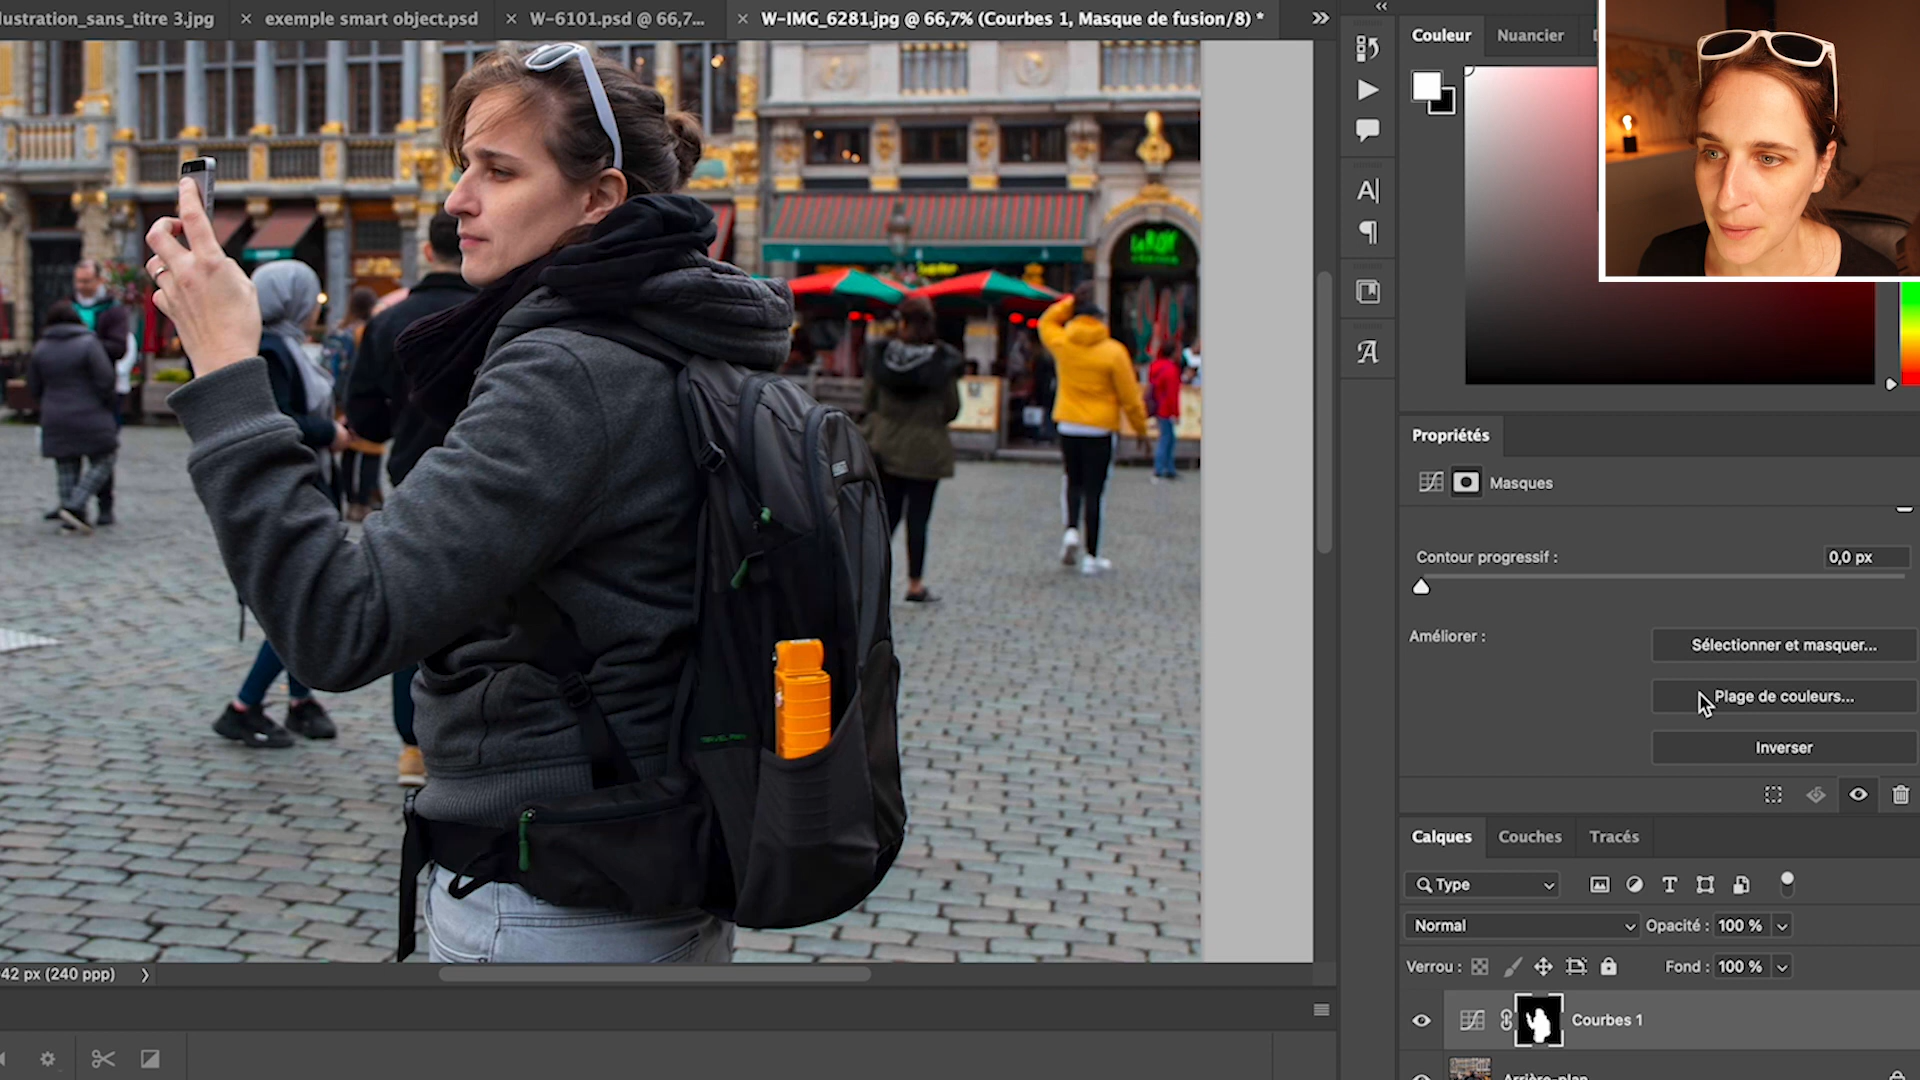 lustration_sans_titre 3.jpg
exemple smart object.psd
W-6101.psd @ 66,7...
W-IMG_6281.jpg @ 66,7% (Courbes 1, Masque de fusion/8) *
Couleur
Nuancier
Propriétés
Masques
Contour progressif :
0,0 px
Améliorer :
Sélectionner et masquer...
Plage de couleurs...
Inverser
Calques
Couches
Tracés
Type
Normal
Opacité :
100 %
Verrou :
Fond :
100 %
Courbes 1
Arrière-plan
42 px (240 ppp)